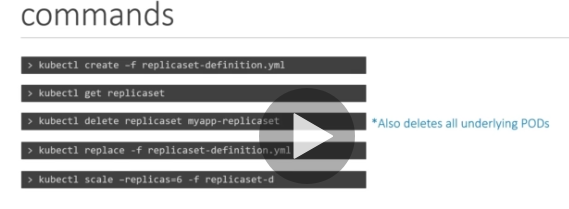 commands
> kubectl create –f replicaset-definition.yml
> kubectl get replicaset
> kubectl delete replicaset myapp-replicaset *Also deletes all underlying PODs
> kubectl replace -f replicaset-definition.yml
> kubectl scale –replicas=6 -f replicaset-d